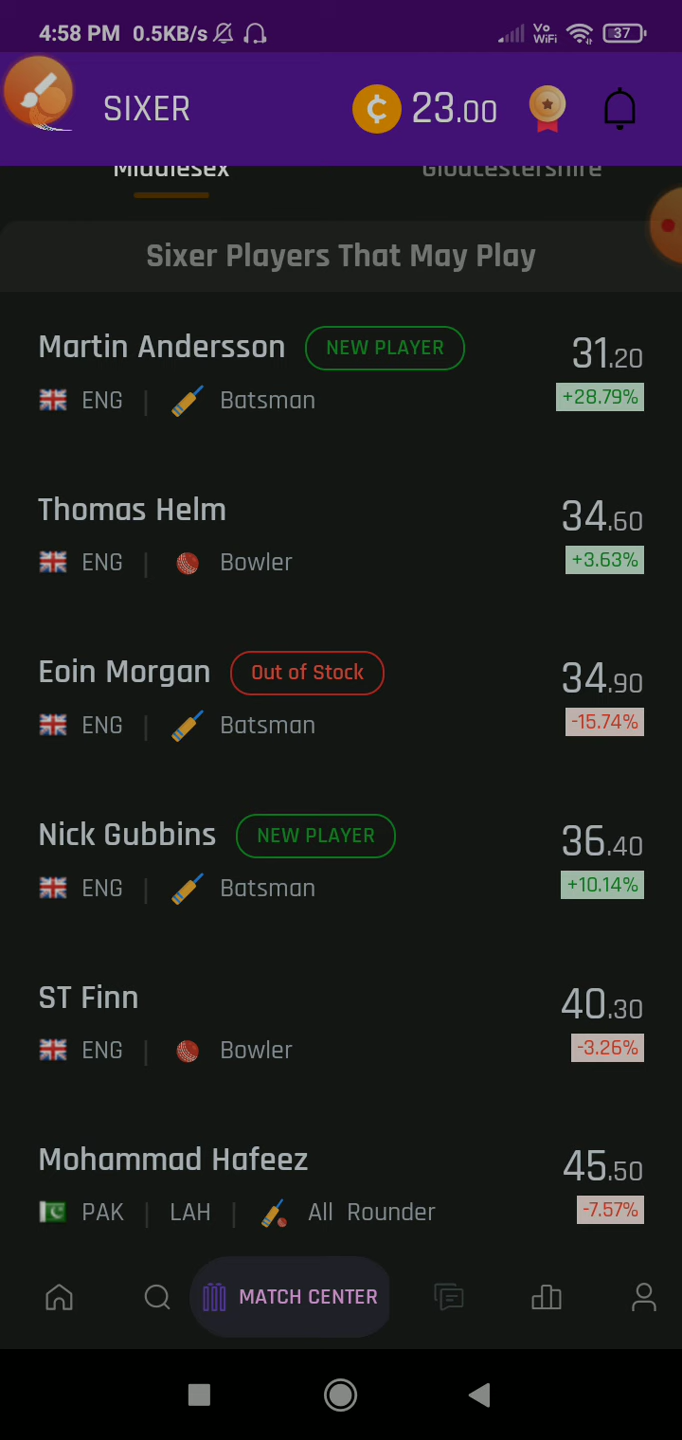 4:58 PM 0.5KB/s Vo WiFi 37
SIXER ¢ 23.00
Middlesex Gloucestershire
Sixer Players That May Play
Martin Andersson NEW PLAYER 31.20
ENG | Batsman +28.79%
Thomas Helm 34.60
ENG | Bowler +3.63%
Eoin Morgan Out of Stock 34.90
ENG | Batsman -15.74%
Nick Gubbins NEW PLAYER 36.40
ENG | Batsman +10.14%
ST Finn 40.30
ENG | Bowler -3.26%
Mohammad Hafeez 45.50
PAK | LAH | All Rounder -7.57%
MATCH CENTER